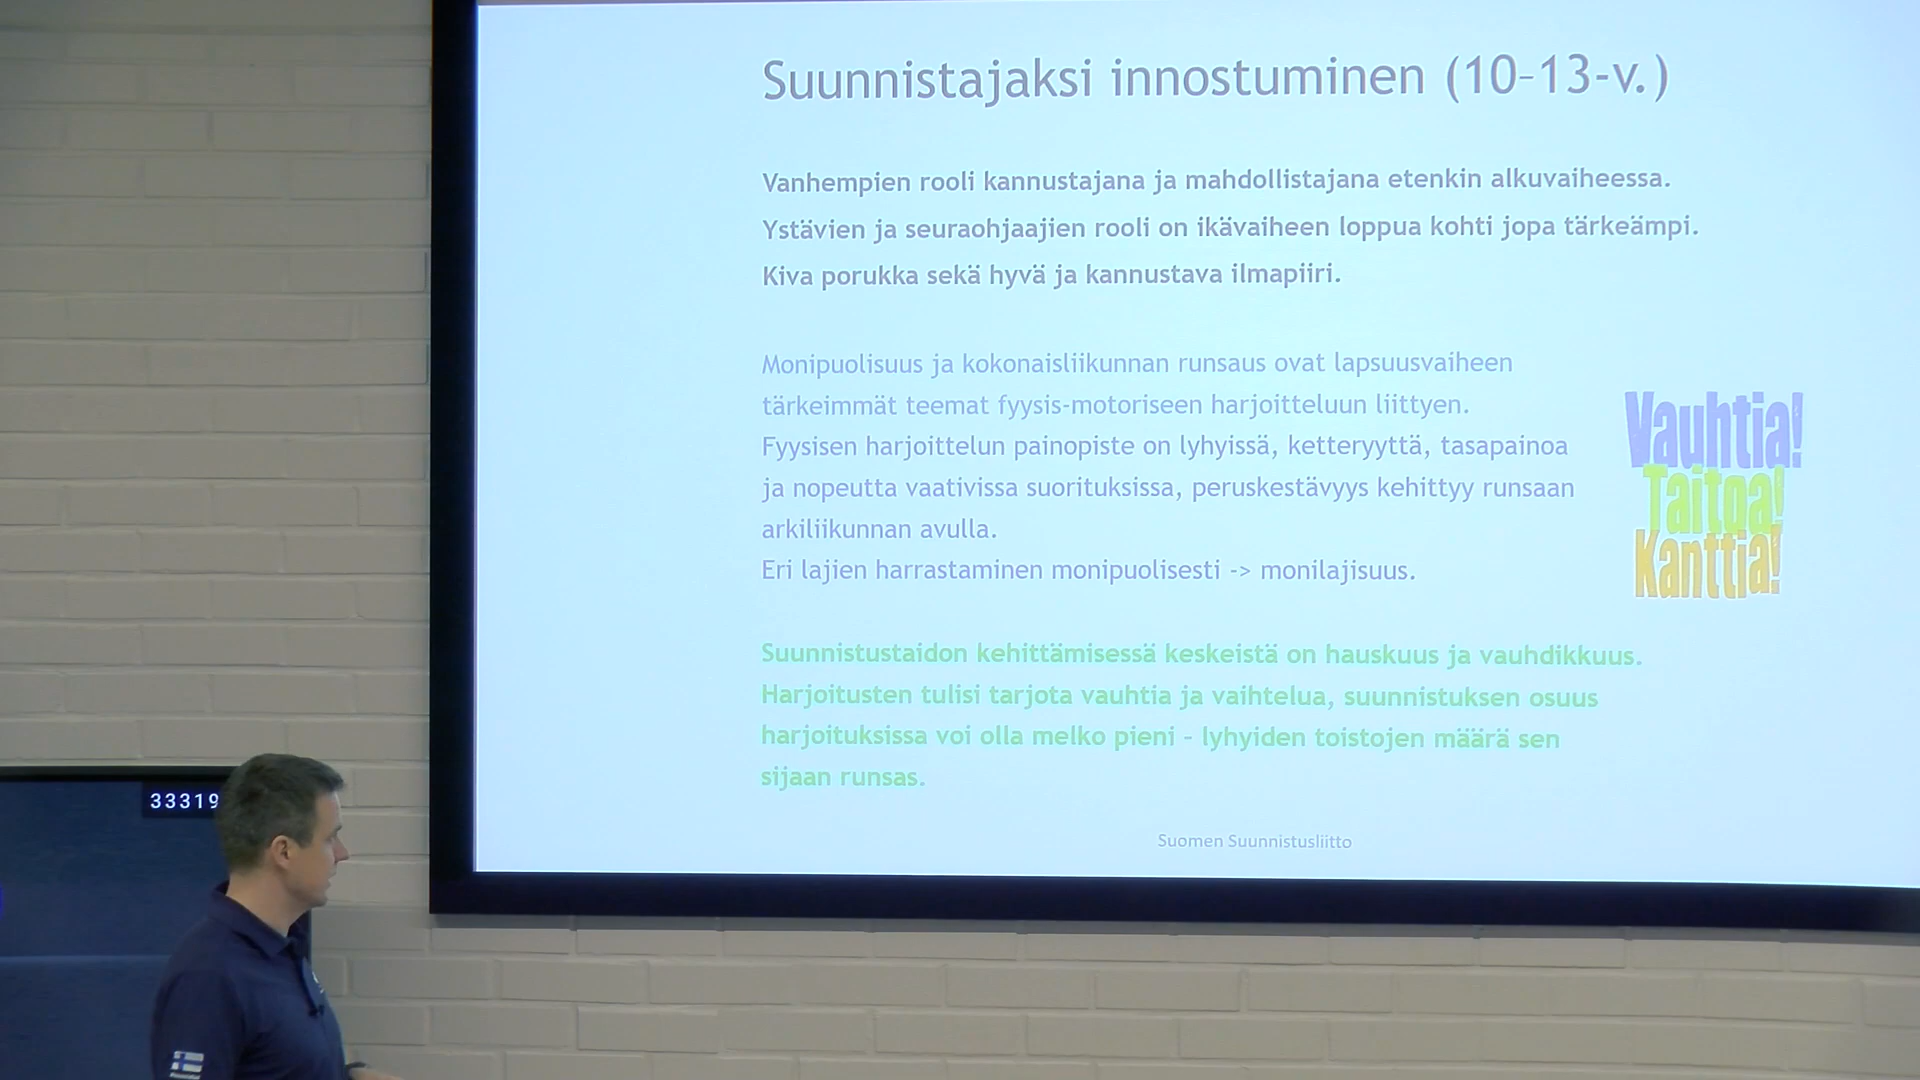 Suunnistajaksi innostuminen (10–13-v.)
Vanhempien rooli kannustajana ja mahdollistajana etenkin alkuvaiheessa.
Ystävien ja seuraohjaajien rooli on ikävaiheen loppua kohti jopa tärkeämpi.
Kiva porukka sekä hyvä ja kannustava ilmapiiri.
Monipuolisuus ja kokonaisliikunnan runsaus ovat lapsuusvaiheen
tärkeimmät teemat fyysis-motoriseen harjoitteluun liittyen.
Fyysisen harjoittelun painopiste on lyhyissä, ketteryyttä, tasapainoa
ja nopeutta vaativissa suorituksissa, peruskestävyys kehittyy runsaan
arkiliikunnan avulla.
Eri lajien harrastaminen monipuolisesti -> monilajisuus.
Vauhtia!
Taitoa!
Kanttia!
Suunnistustaidon kehittämisessä keskeistä on hauskuus ja vauhdikkuus.
Harjoitusten tulisi tarjota vauhtia ja vaihtelua, suunnistuksen osuus
harjoituksissa voi olla melko pieni – lyhyiden toistojen määrä sen
sijaan runsas.
Suomen Suunnistusliitto
33319